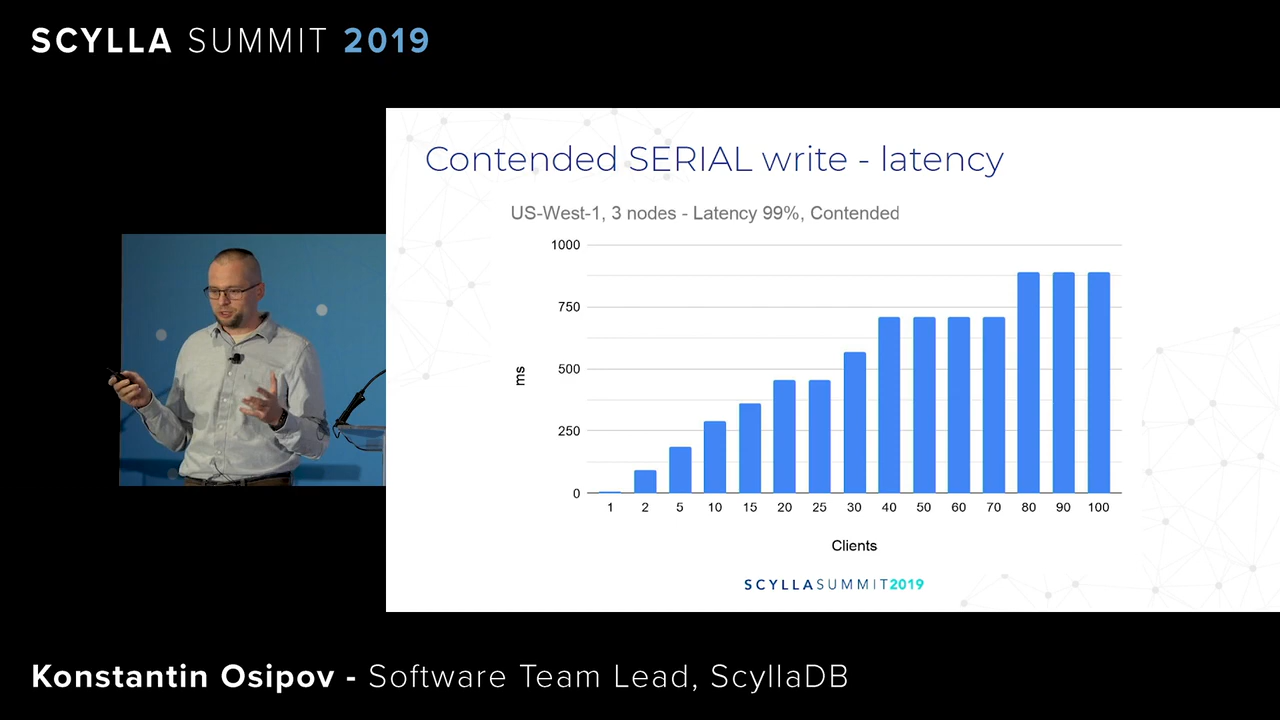 SCYLLA SUMMIT 2019
Contended SERIAL write - latency
US-West-1, 3 nodes - Latency 99%, Contended
1000
750
500
250
0
ms
1 2 5 10 15 20 25 30 40 50 60 70 80 90 100
Clients
SCYLLASUMMIT2019
Konstantin Osipov - Software Team Lead, ScyllaDB